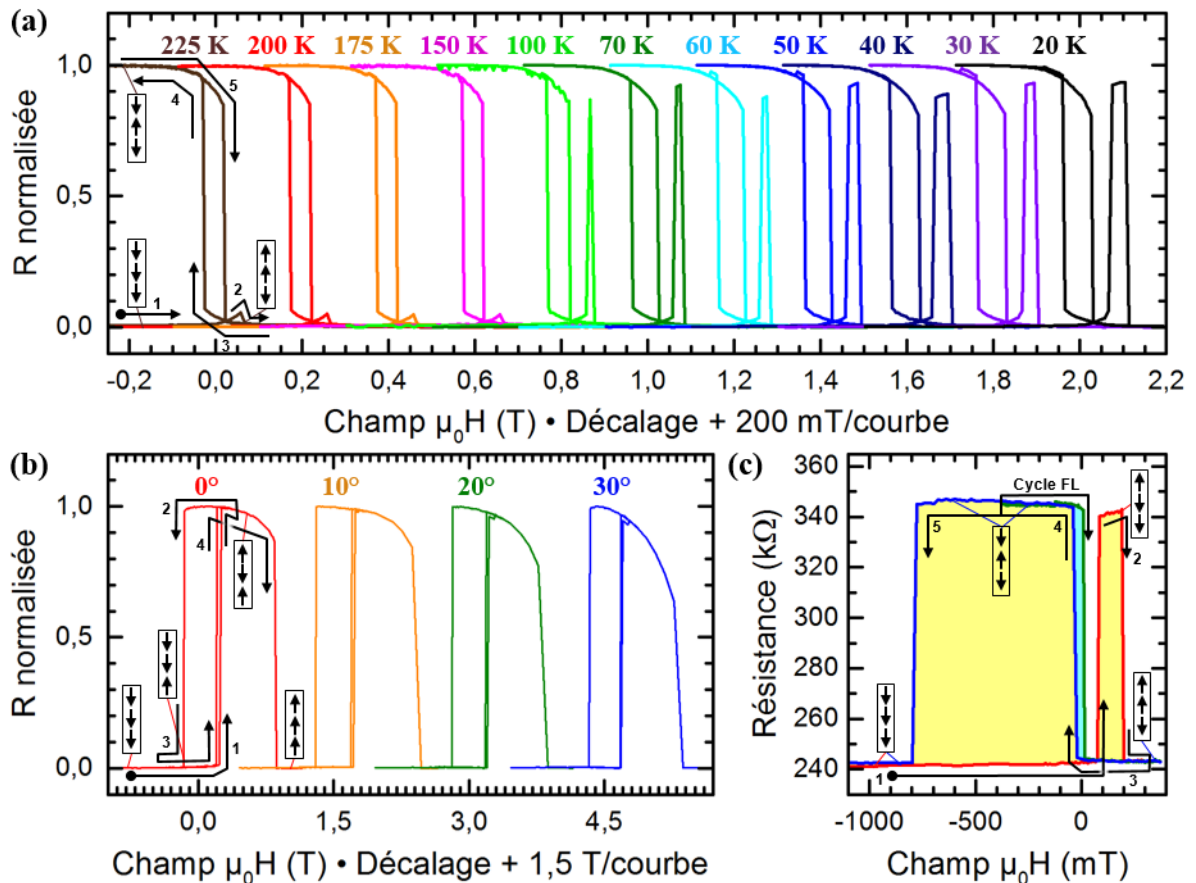 (a)
225 K 200 K 175 K 150 K 100 K 70 K 60 K 50 K 40 K 30 K 20 K
R normalisée
1,0
0,5
0,0
5
4
1
2
3
-0,2 0,0 0,2 0,4 0,6 0,8 1,0 1,2 1,4 1,6 1,8 2,0 2,2
Champ μ0H (T) • Décalage + 200 mT/courbe
(b)
0° 10° 20° 30°
R normalisée
1,0
0,5
0,0
2
4
3
1
0,0 1,5 3,0 4,5
Champ μ0H (T) • Décalage + 1,5 T/courbe
(c)
Résistance (kΩ)
360
340
320
300
280
260
240
Cycle FL
5
4
2
1
3
-1000 -500 0
Champ μ0H (mT)